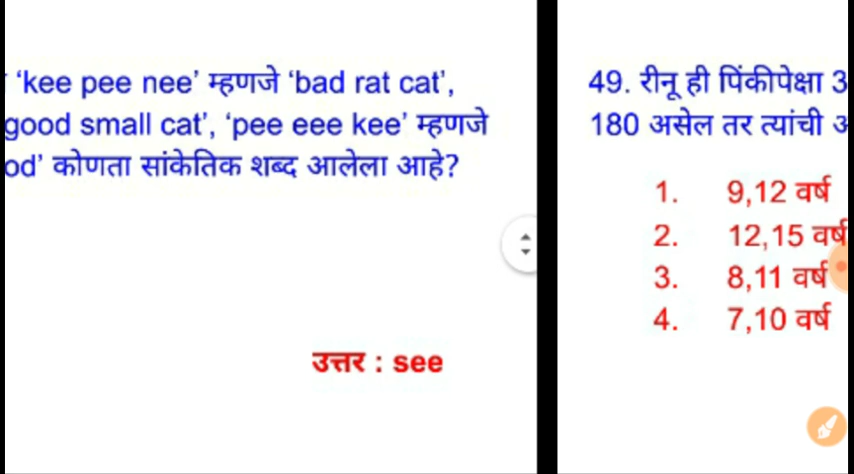 'kee pee nee' म्हणजे 'bad rat cat',
good small cat', 'pee eee kee' म्हणजे
od' कोणता सांकेतिक शब्द आलेला आहे?
उत्तर : see
49. रीनू ही पिंकीपेक्षा 3
180 असेल तर त्यांची
1. 9,12 वर्ष
2. 12,15 वर्ष
3. 8,11 वर्ष
4. 7,10 वर्ष